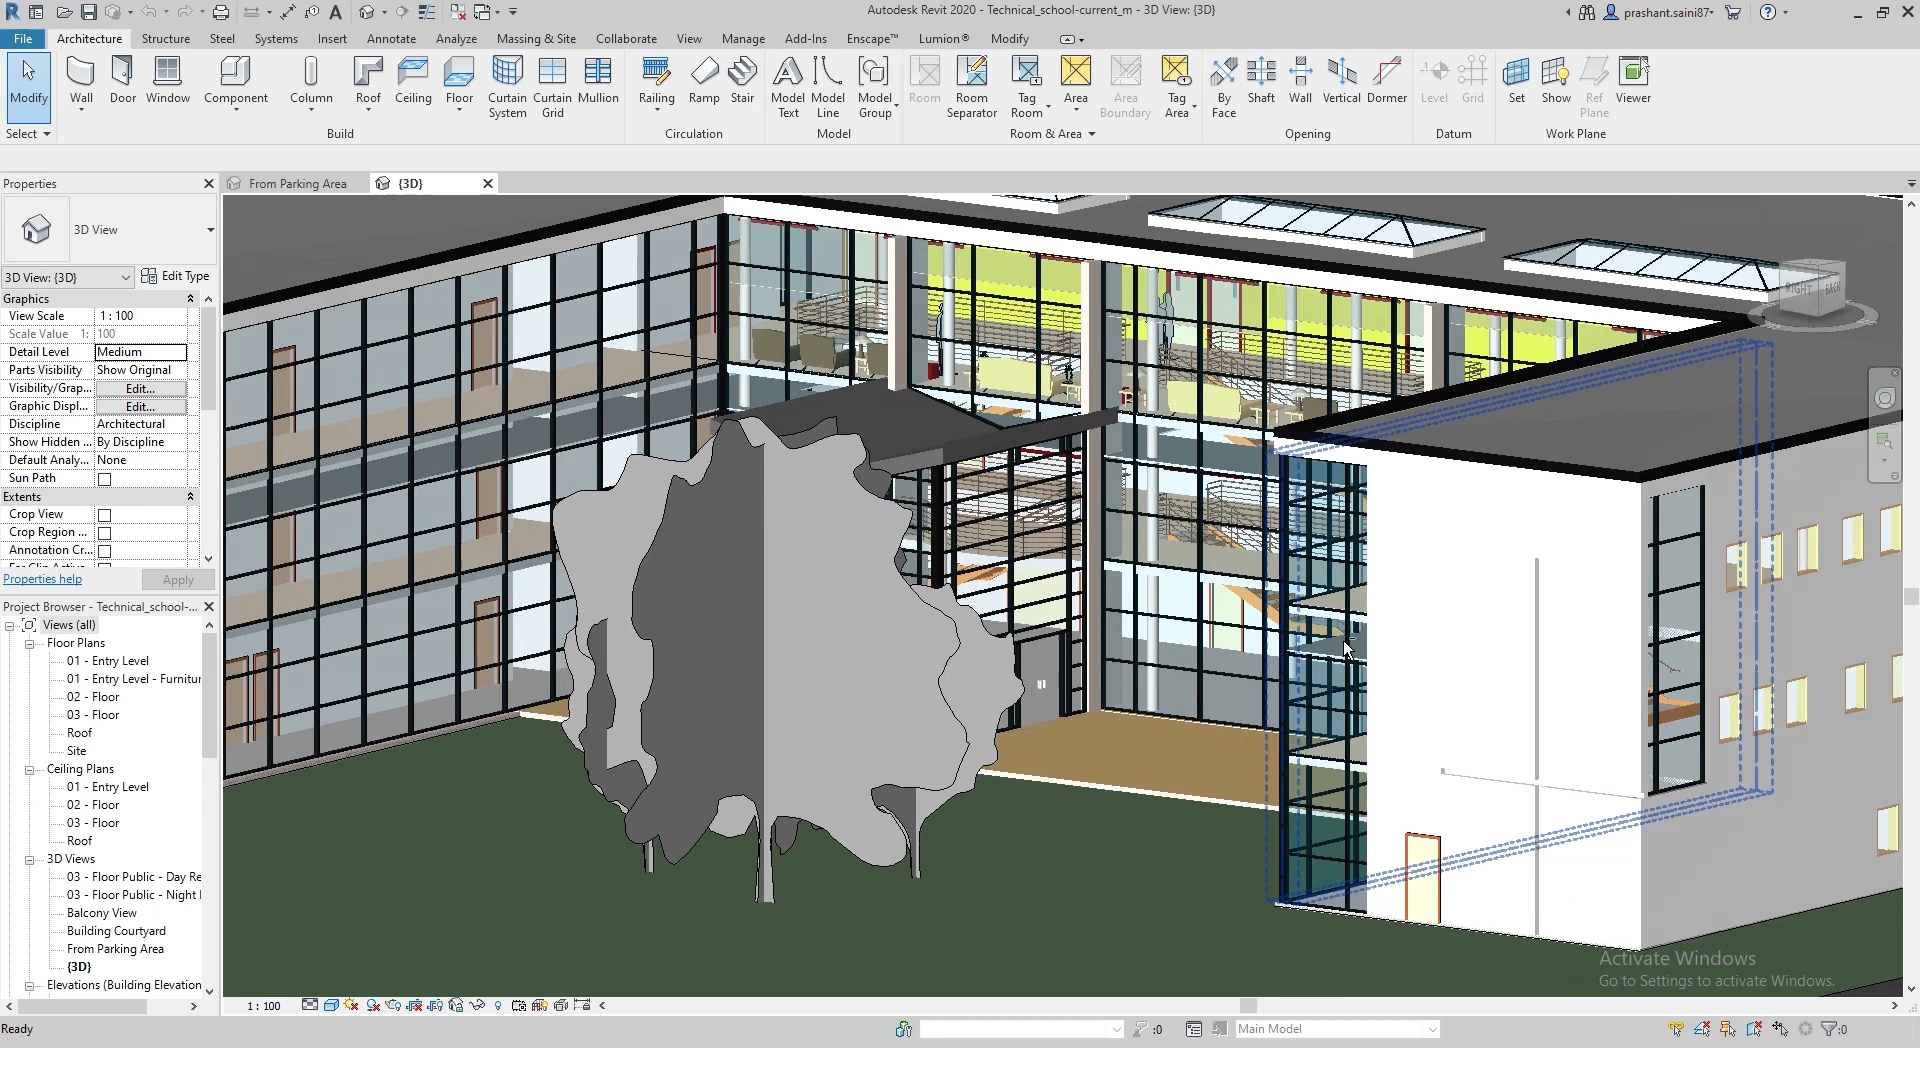 Autodesk Revit 2020 - Technical_school-current_m - 3D View: {3D}
prashant.saini87
File
Architecture
Structure
Steel
Systems
Insert
Annotate
Analyze
Massing & Site
Collaborate
View
Manage
Add-Ins
Enscape™
Lumion®
Modify
Modify
Wall
Door
Window
Component
Column
Roof
Ceiling
Floor
Curtain System
Curtain Grid
Mullion
Railing
Ramp
Stair
Model Text
Model Line
Model Group
Room
Room Separator
Tag Room
Area
Area Boundary
Tag Area
By Face
Shaft
Wall
Vertical
Dormer
Level
Grid
Set
Show
Ref Plane
Viewer
Select
Build
Circulation
Model
Room & Area
Opening
Datum
Work Plane
Properties
From Parking Area
{3D}
3D View
3D View: {3D}
Edit Type
Graphics
View Scale 1 : 100
Scale Value 1: 100
Detail Level Medium
Parts Visibility Show Original
Visibility/Grap... Edit...
Graphic Displ... Edit...
Discipline Architectural
Show Hidden ... By Discipline
Default Analy... None
Sun Path
Extents
Crop View
Crop Region ...
Annotation Cr...
Properties help
Apply
Project Browser - Technical_school-...
Views (all)
Floor Plans
01 - Entry Level
01 - Entry Level - Furnitur
02 - Floor
03 - Floor
Roof
Site
Ceiling Plans
01 - Entry Level
02 - Floor
03 - Floor
Roof
3D Views
03 - Floor Public - Day Re
03 - Floor Public - Night
Balcony View
Building Courtyard
From Parking Area
{3D}
Elevations (Building Elevation
RIGHT
BACK
Activate Windows
Go to Settings to activate Windows.
1 : 100
Ready
:0
Main Model
:0